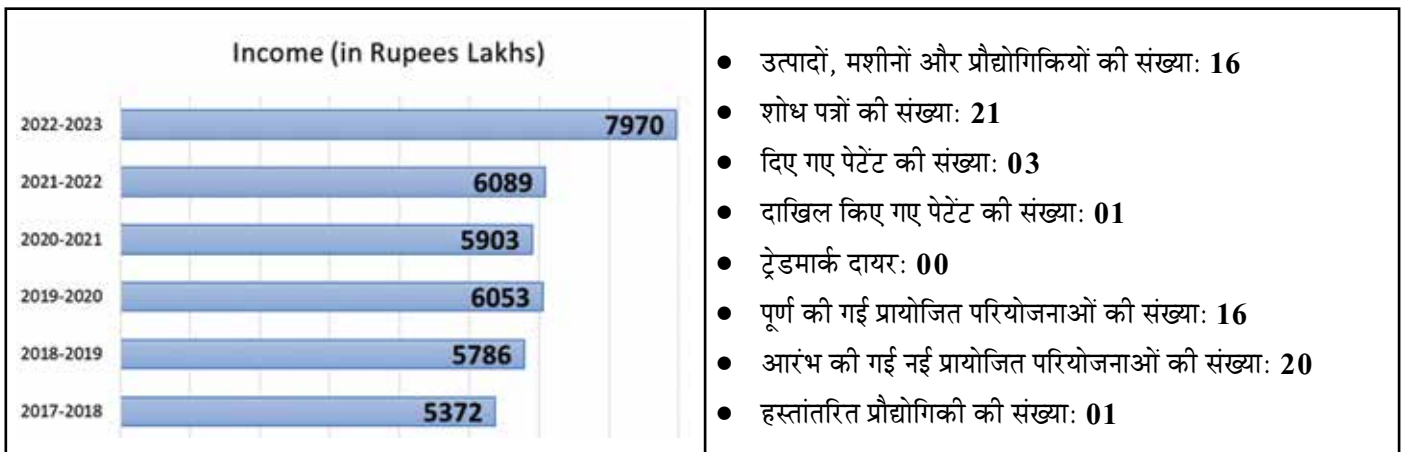 Income (in Rupees Lakhs)
2022-2023 7970
2021-2022 6089
2020-2021 5903
2019-2020 6053
2018-2019 5786
2017-2018 5372
● उत्पादों, मशीनों और प्रौद्योगिकियों की संख्या: 16
● शोध पत्रों की संख्या: 21
● दिए गए पेटेंट की संख्या: 03
● दाखिल किए गए पेटेंट की संख्या: 01
● ट्रेडमार्क दायर: 00
● पूर्ण की गई प्रायोजित परियोजनाओं की संख्या: 16
● आरंभ की गई नई प्रायोजित परियोजनाओं की संख्या: 20
● हस्तांतरित प्रौद्योगिकी की संख्या: 01